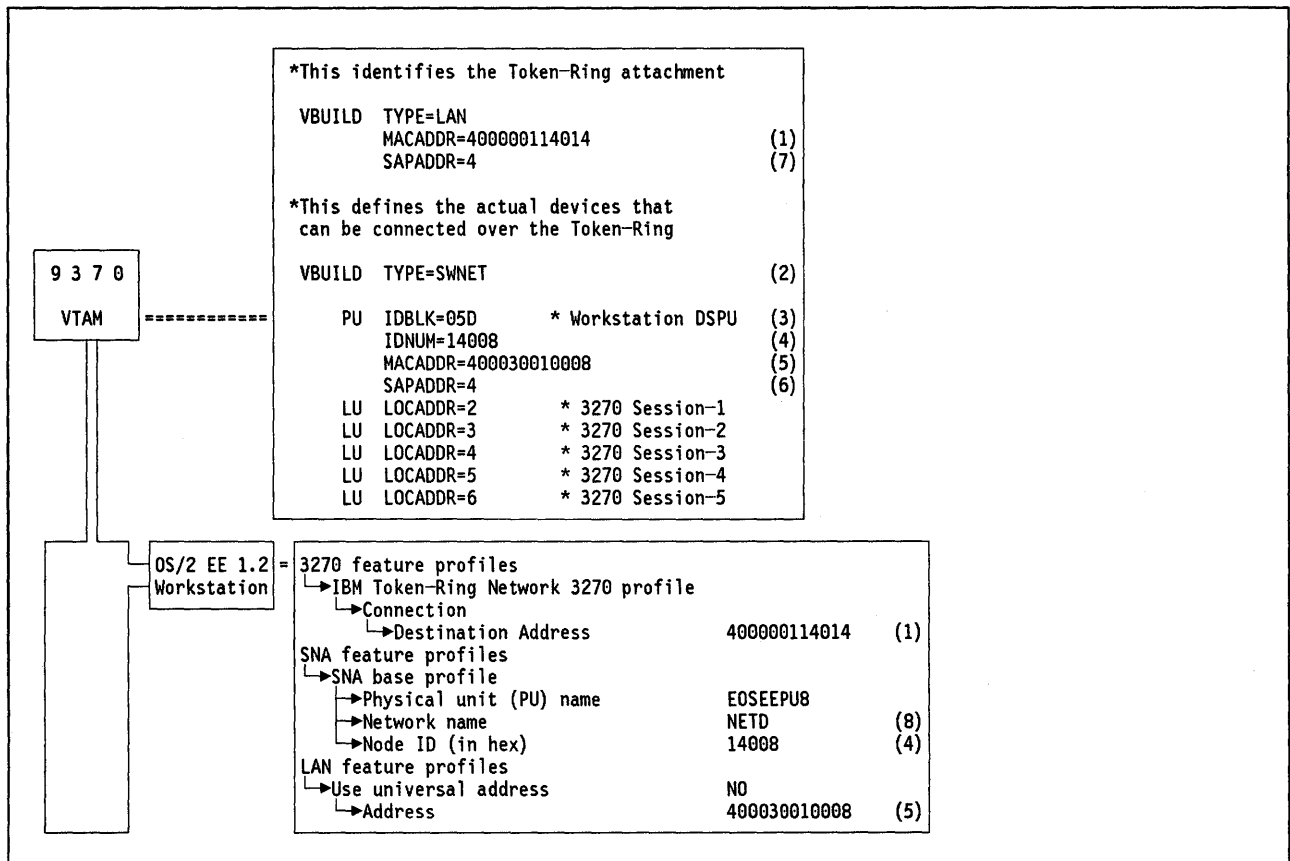 *This identifies the Token-Ring attachment
VBUILD TYPE=LAN
MACADDR=400000114014 (1)
SAPADDR=4 (7)
*This defines the actual devices that
can be connected over the Token-Ring
VBUILD TYPE=SWNET (2)
9 3 7 0
VTAM ============
PU IDBLK=05D * Workstation DSPU (3)
IDNUM=14008 (4)
MACADDR=400030010008 (5)
SAPADDR=4 (6)
LU LOCADDR=2 * 3270 Session-1
LU LOCADDR=3 * 3270 Session-2
LU LOCADDR=4 * 3270 Session-3
LU LOCADDR=5 * 3270 Session-4
LU LOCADDR=6 * 3270 Session-5
OS/2 EE 1.2 =
Workstation
3270 feature profiles
IBM Token-Ring Network 3270 profile
Connection
Destination Address 400000114014 (1)
SNA feature profiles
SNA base profile
Physical unit (PU) name EOSEEPU8
Network name NETD (8)
Node ID (in hex) 14008 (4)
LAN feature profiles
Use universal address NO
Address 400030010008 (5)